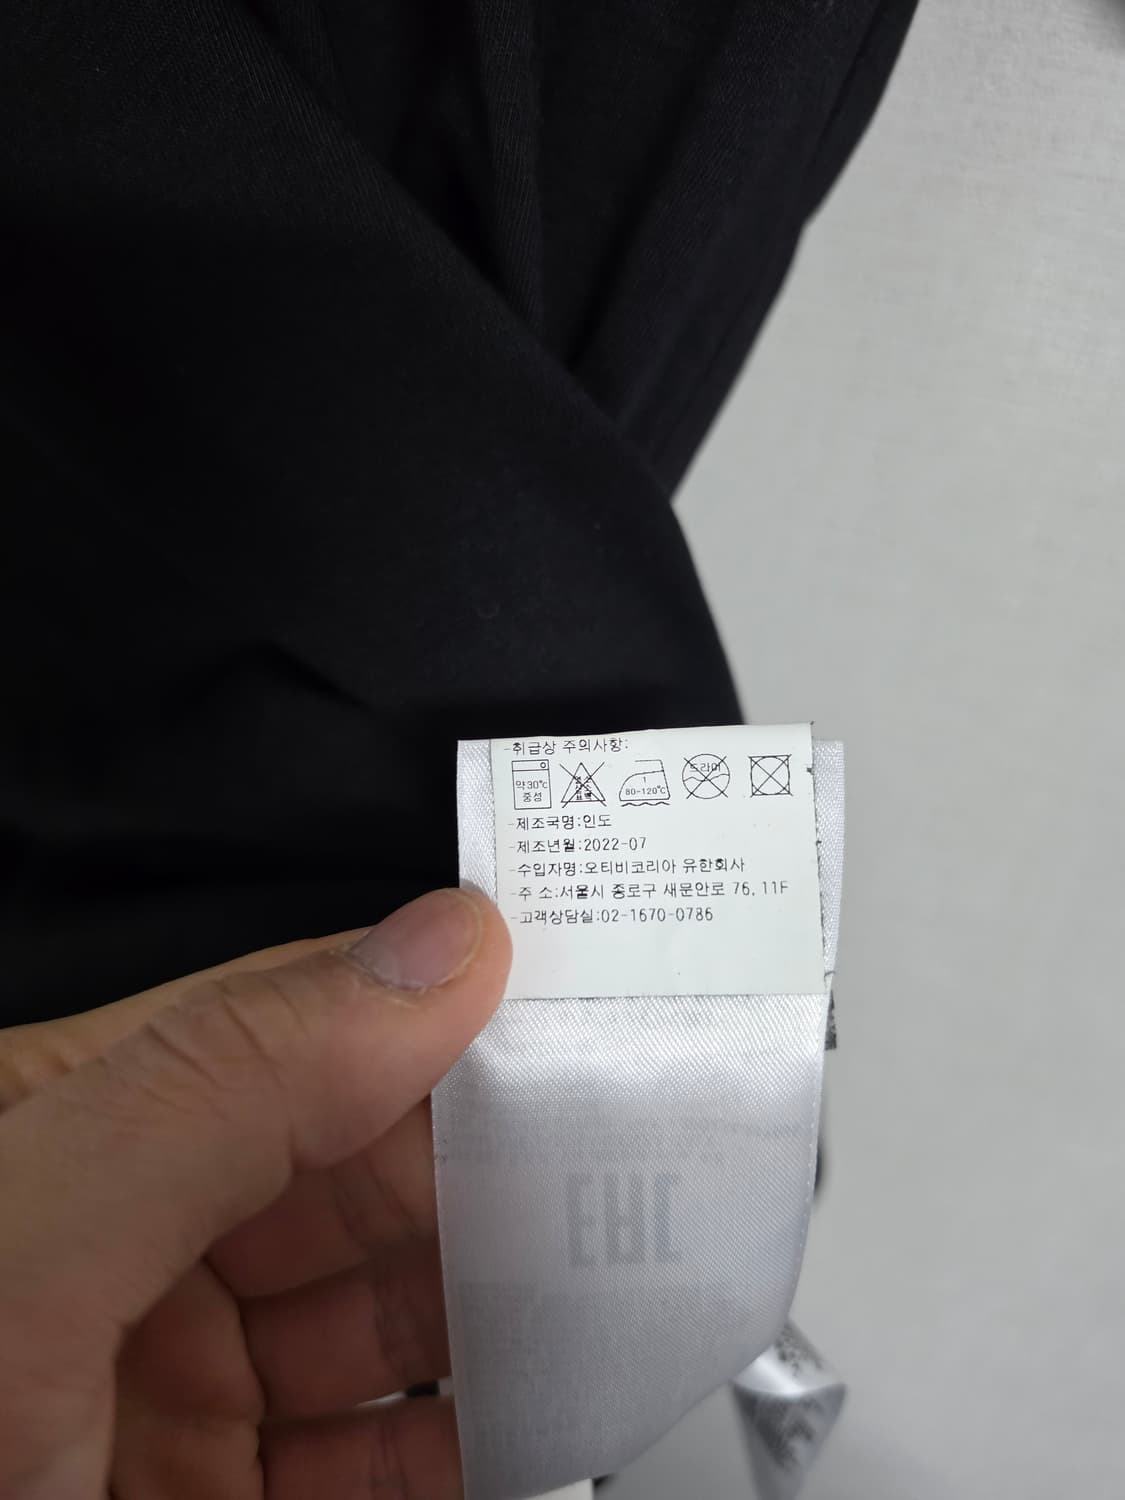 -취급상 주의사항:
약30℃
중성
1
80-120℃
드라이
-제조국명:인도
-제조년월:2022-07
-수입자명:오티비코리아 유한회사
-주 소:서울시 종로구 새문안로 76, 11F
-고객상담실:02-1670-0786